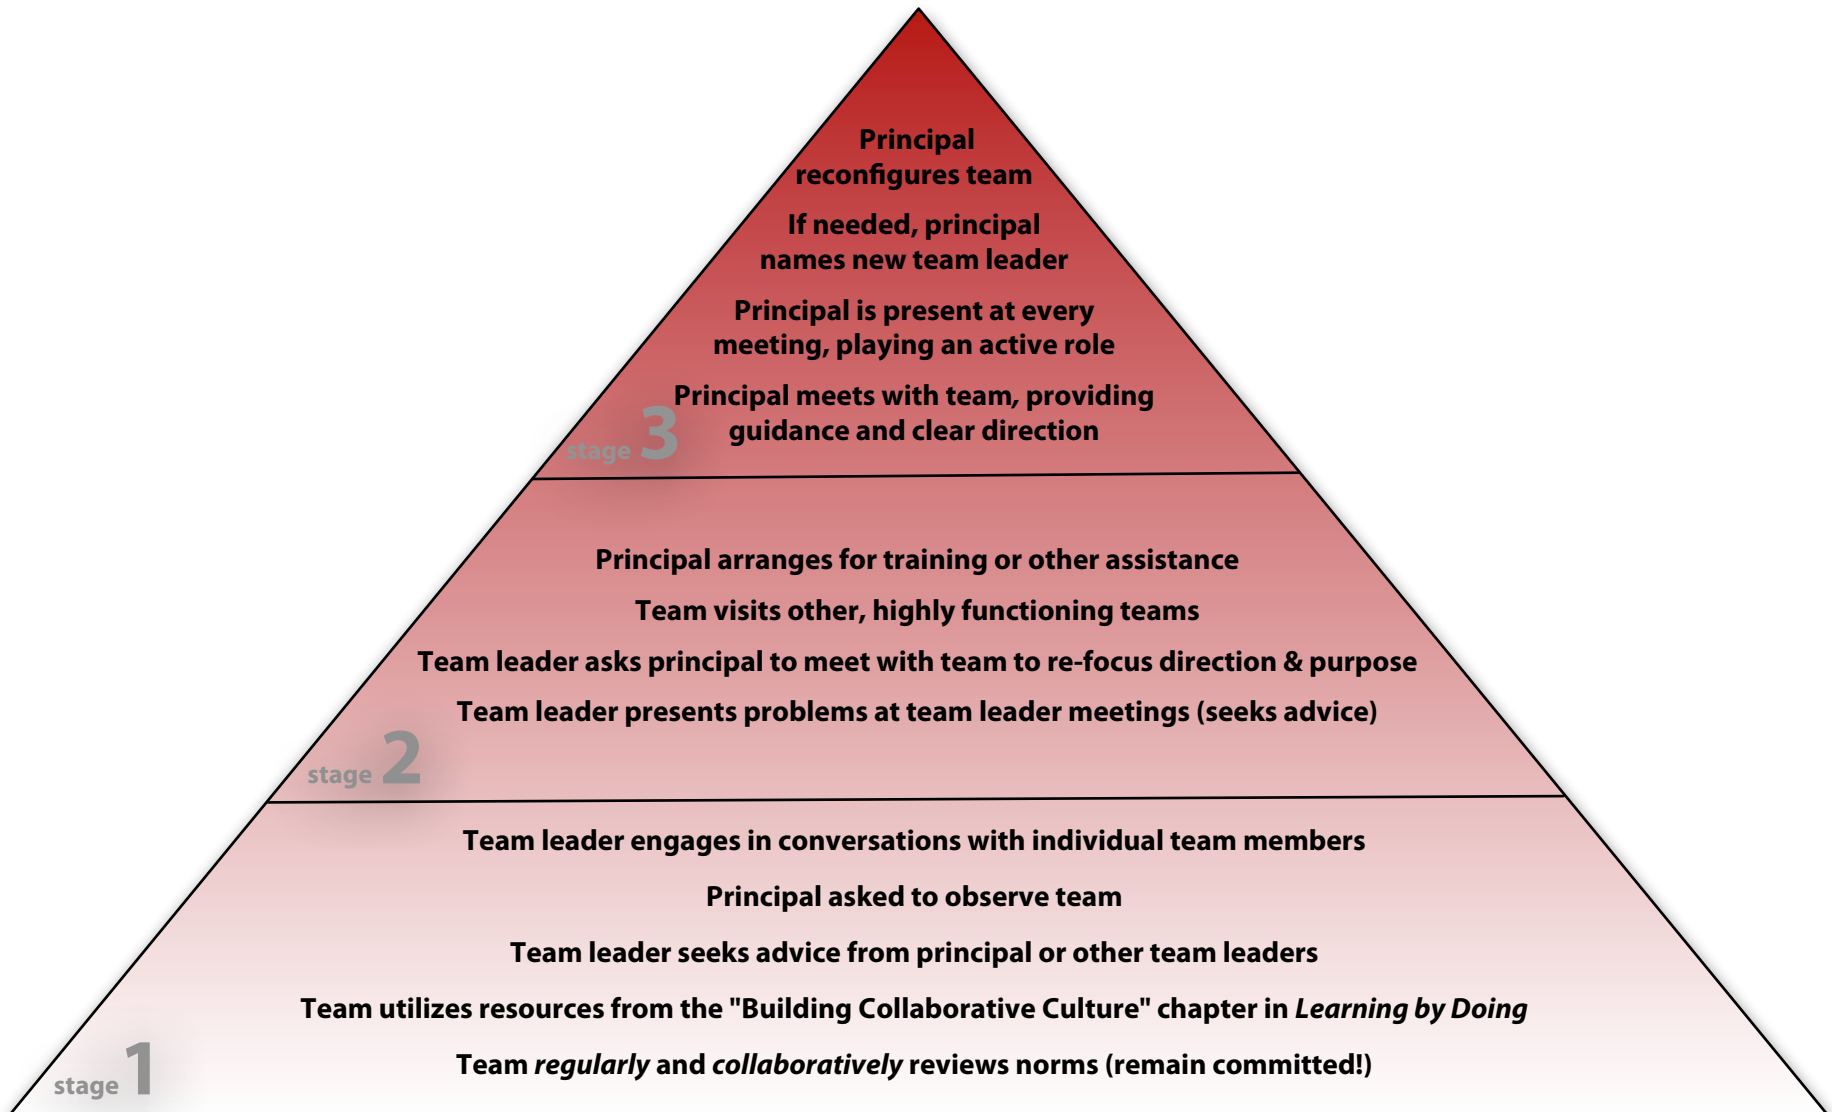 Principal
reconfigures team
If needed, principal
names new team leader
Principal is present at every
meeting, playing an active role
Principal meets with team, providing
guidance and clear direction
stage 3
Principal arranges for training or other assistance
Team visits other, highly functioning teams
Team leader asks principal to meet with team to re-focus direction & purpose
Team leader presents problems at team leader meetings (seeks advice)
stage 2
Team leader engages in conversations with individual team members
Principal asked to observe team
Team leader seeks advice from principal or other team leaders
Team utilizes resources from the "Building Collaborative Culture" chapter in Learning by Doing
Team regularly and collaboratively reviews norms (remain committed!)
stage 1